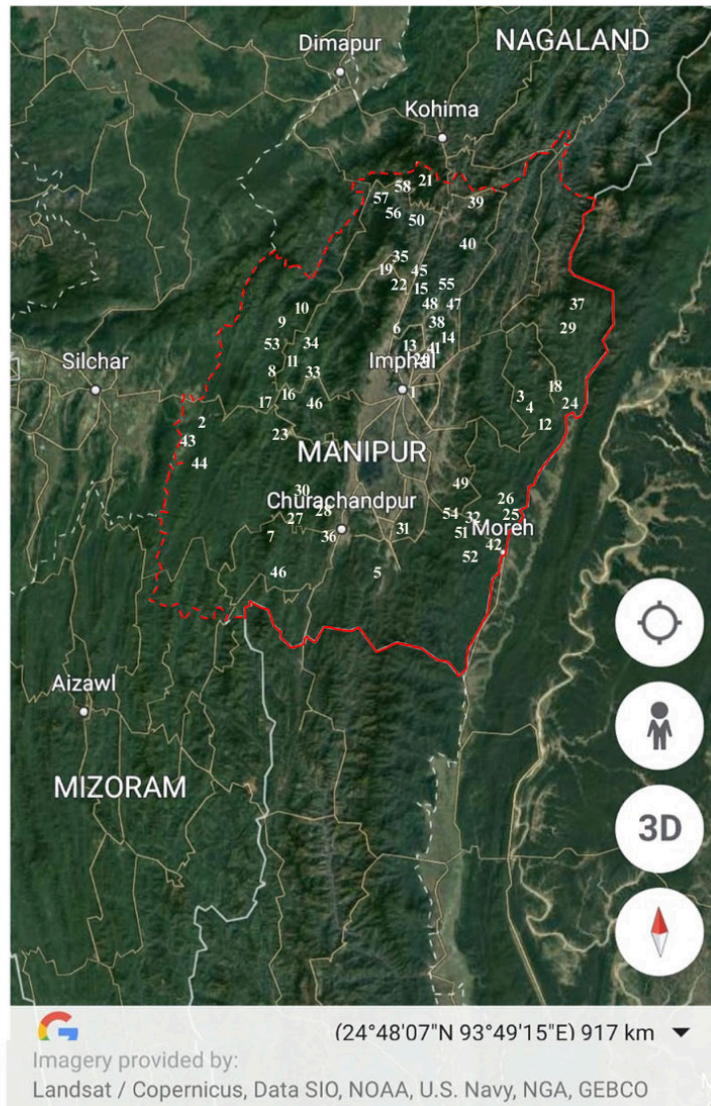 Dimapur
NAGALAND
Kohima
58 21
57 39
56 50
40
35
19 45
22 15 55
10 48 47 37
9 6 38 29
53 34 13 14
41
11 20
Silchar
Imphal
8 33
16 1 3 18
17 46 4 24
2 12
23
43
MANIPUR
44
49
30
Churachandpur
26
28
27 54 32 25
31 Moreh
7 36 51
42
52
46 5
Aizawl
MIZORAM
3D
(24°48'07"N 93°49'15"E) 917 km
Imagery provided by:
Landsat / Copernicus, Data SIO, NOAA, U.S. Navy, NGA, GEBCO